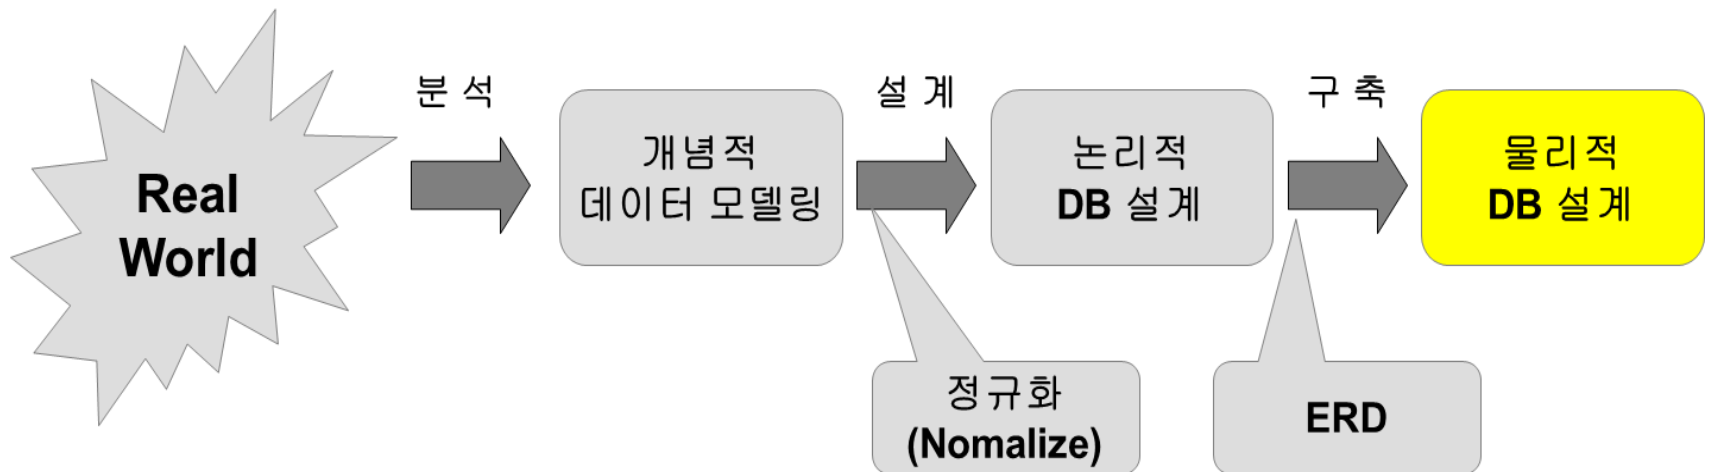 Real
World
분 석
개념적
데이터 모델링
설 계
논리적
DB 설계
구 축
물리적
DB 설계
정규화
(Nomalize)
ERD